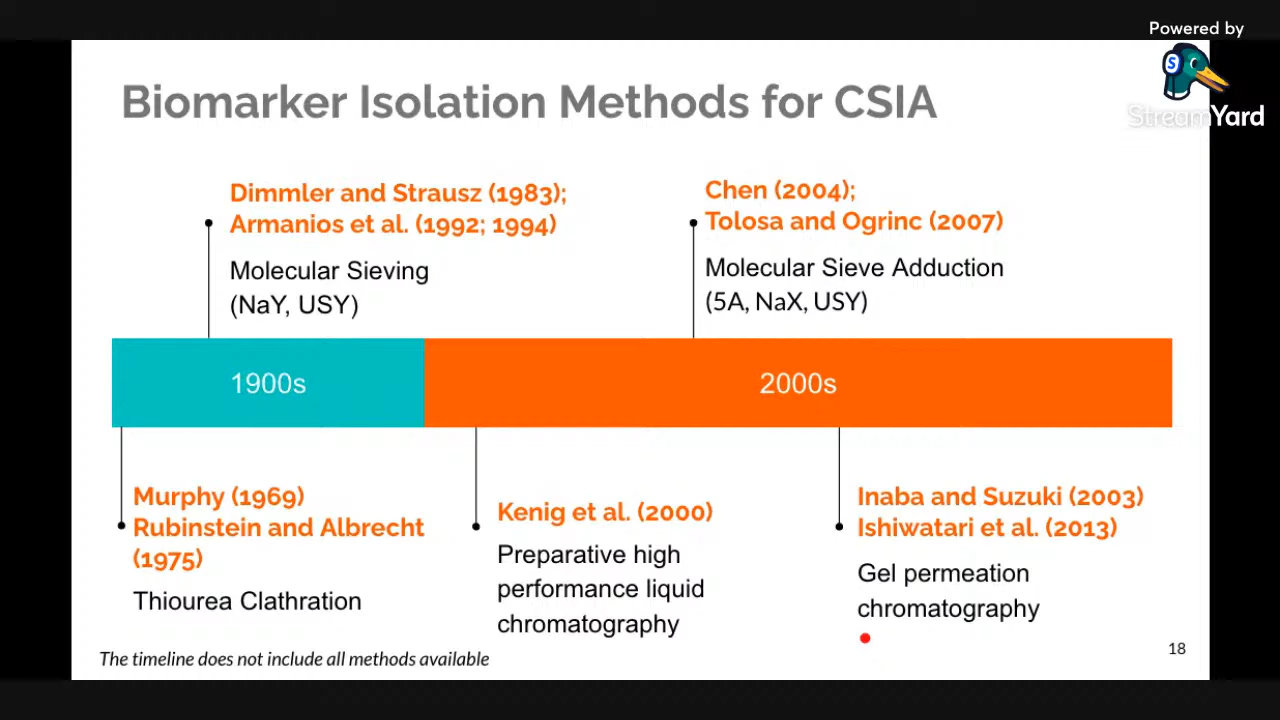 Powered by
StreamYard
Biomarker Isolation Methods for CSIA
Dimmler and Strausz (1983);
Armanios et al. (1992; 1994)
Molecular Sieving
(NaY, USY)
Chen (2004);
Tolosa and Ogrinc (2007)
Molecular Sieve Adduction
(5A, NaX, USY)
1900s
2000s
Murphy (1969)
Rubinstein and Albrecht
(1975)
Thiourea Clathration
Kenig et al. (2000)
Preparative high
performance liquid
chromatography
Inaba and Suzuki (2003)
Ishiwatari et al. (2013)
Gel permeation
chromatography
The timeline does not include all methods available
18